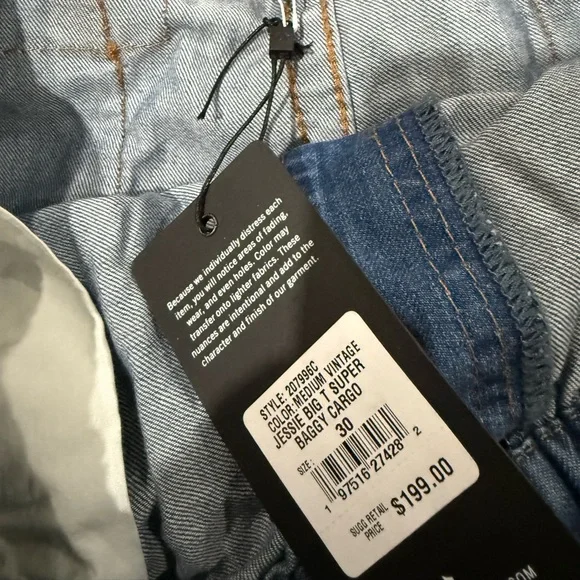 Because we individually distress each
item, you will notice areas of fading,
wear, and even holes. Color may
transfer onto lighter fabrics. These
nuances are intentional and add to the
character and finish of our garment.
STYLE: 207996C
COLOR:MEDIUM VINTAGE
JESSIE BIG T SUPER
BAGGY CARGO
SIZE: 30
1 97516 27428 2
SUGG RETAIL
PRICE $199.00